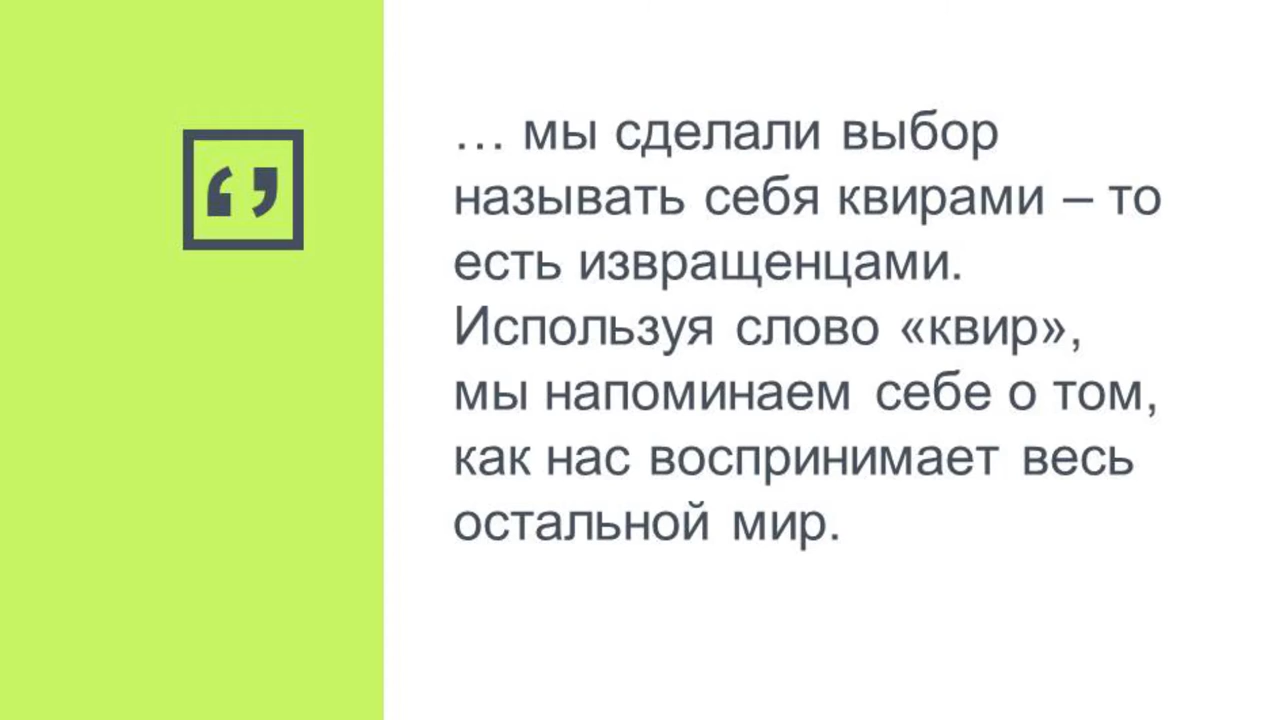 … мы сделали выбор
называть себя квирами – то
есть извращенцами.
Используя слово «квир»,
мы напоминаем себе о том,
как нас воспринимает весь
остальной мир.